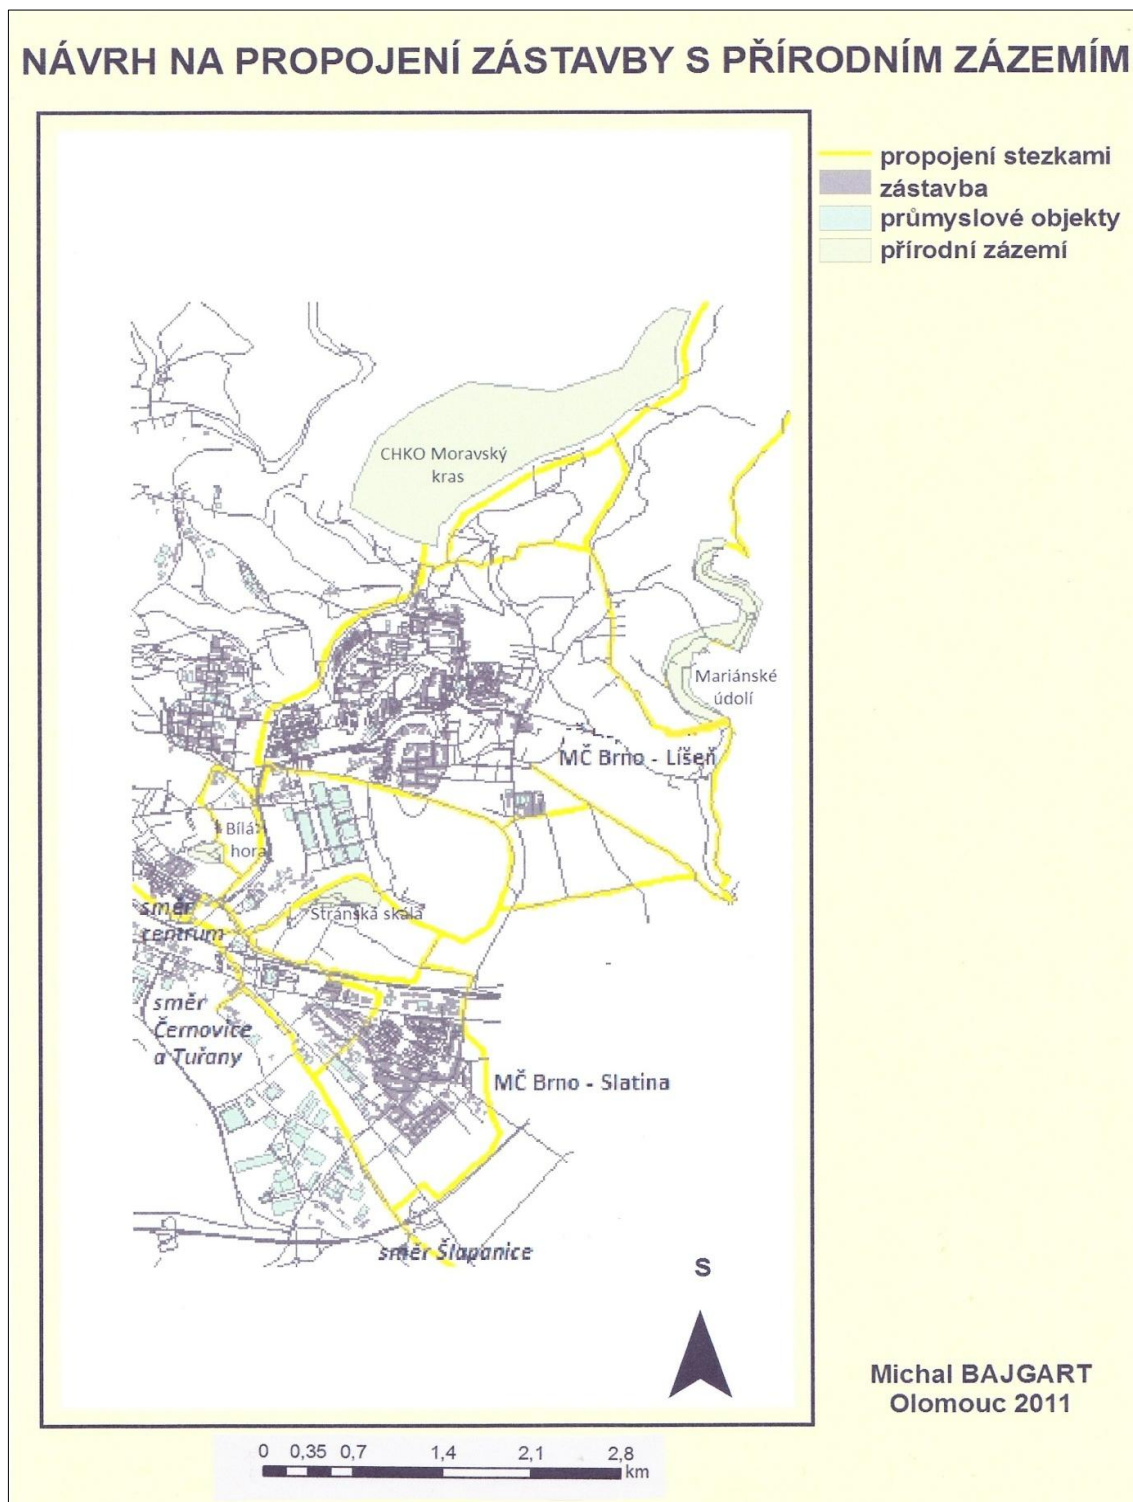 NÁVRH NA PROPOJENÍ ZÁSTAVBY S PŘÍRODNÍM ZÁZEMÍM
propojení stezkami
zástavba
průmyslové objekty
přírodní zázemí
CHKO Moravský
kras
Mariánské
údolí
MČ Brno - Líšeň
Bílá
hora
Stránská skála
směr
centrum
směr
Černovice
a Tuřany
MČ Brno - Slatina
směr Šlapanice
S
Michal BAJGART
Olomouc 2011
0 0,35 0,7 1,4 2,1 2,8
km